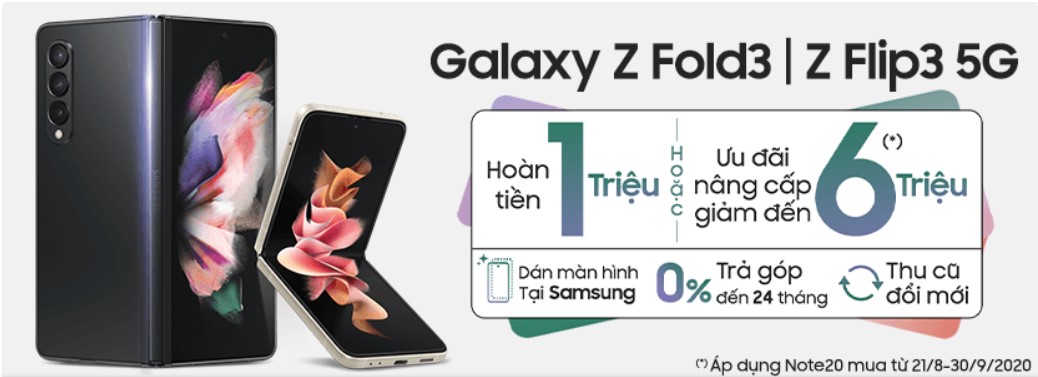 Galaxy Z Fold3 | Z Flip3 5G
Hoàn tiền 1 Triệu
Hoặc
Ưu đãi nâng cấp giảm đến 6 Triệu (*)
Dán màn hình
Tại Samsung
0% Trả góp
đến 24 tháng
Thu cũ
đổi mới
(*) Áp dụng Note20 mua từ 21/8-30/9/2020